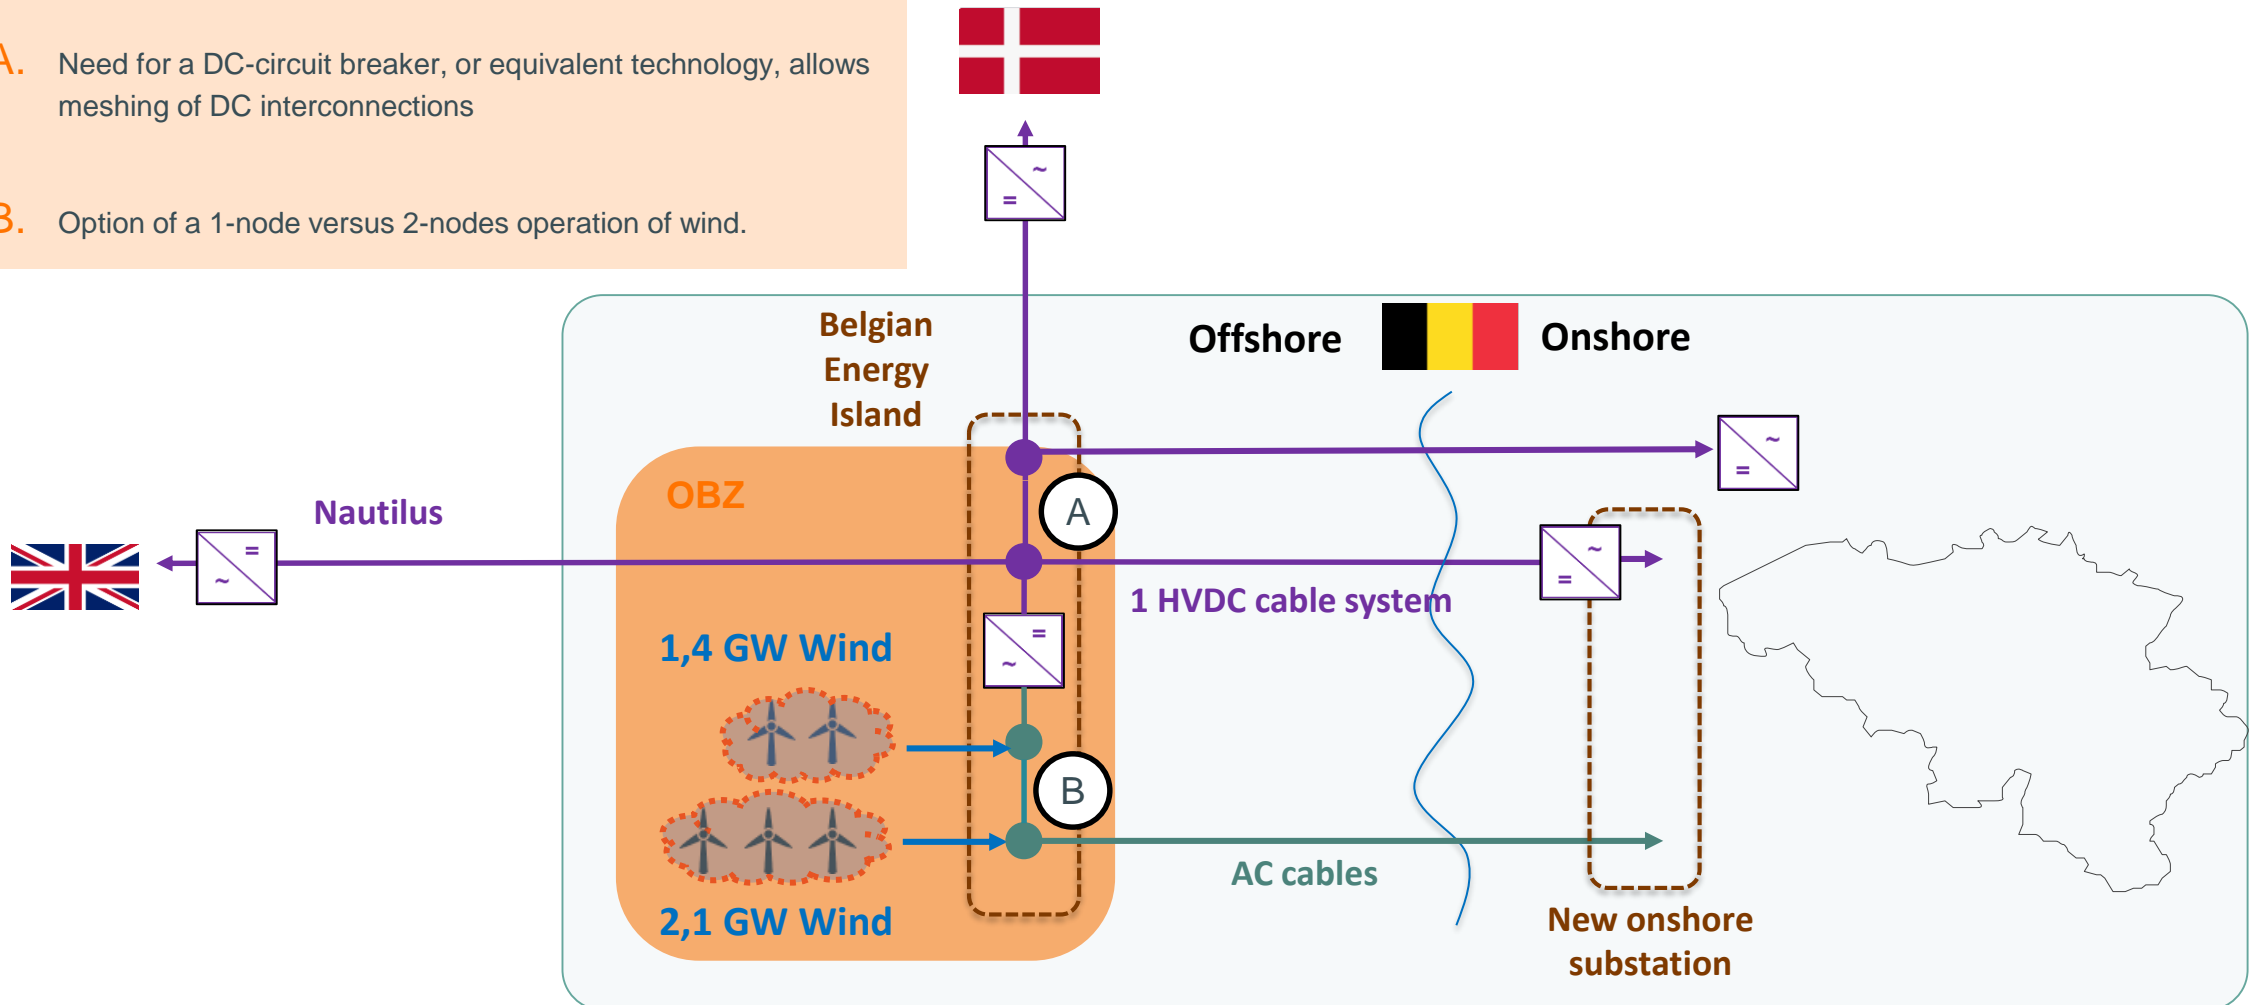 A. Need for a DC-circuit breaker, or equivalent technology, allows
meshing of DC interconnections
B. Option of a 1-node versus 2-nodes operation of wind.
~
=
Belgian
Energy
Island
Offshore
Onshore
~
=
OBZ
A
Nautilus
=
~
~
=
1 HVDC cable system
=
~
1,4 GW Wind
B
AC cables
2,1 GW Wind
New onshore
substation